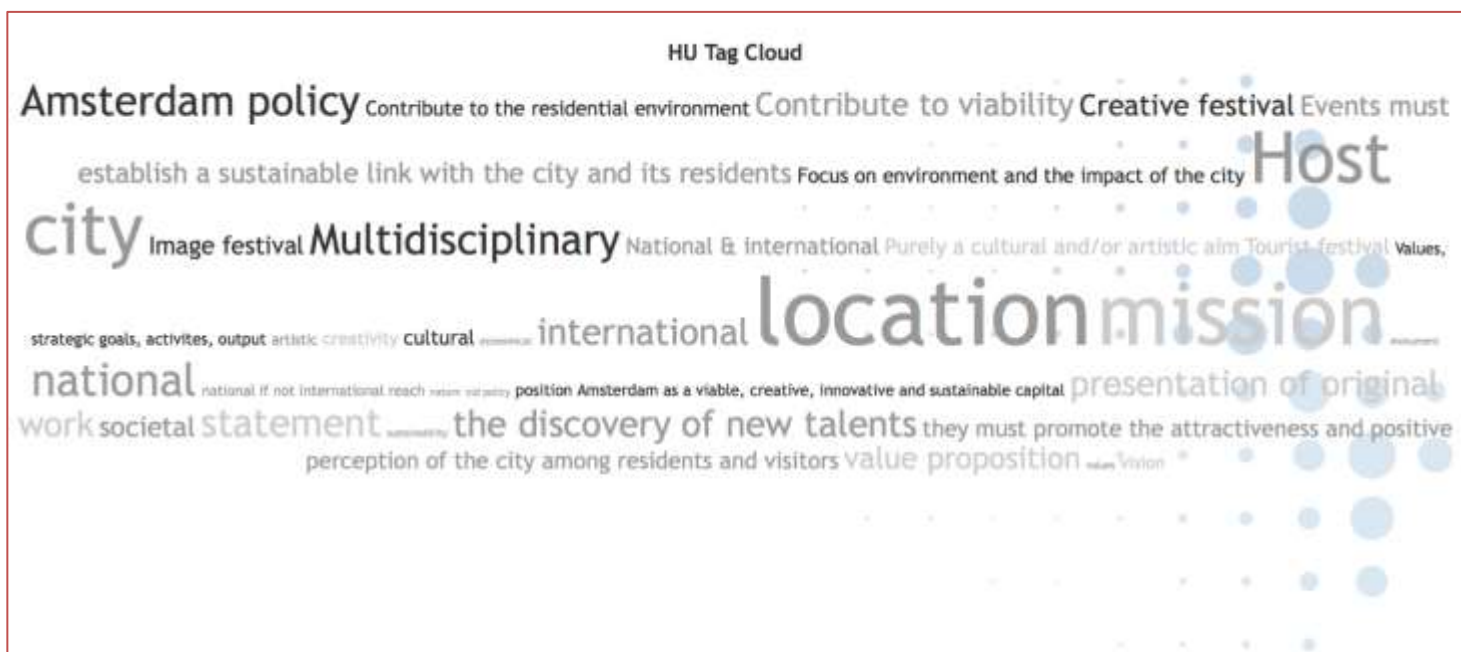 HU Tag Cloud
Amsterdam policy Contribute to the residential environment Contribute to viability Creative festival Events must
establish a sustainable link with the city and its residents Focus on environment and the impact of the city Host
city Image festival Multidisciplinary National & international Purely a cultural and/or artistic aim Tourist festival Values,
strategic goals, activites, output artistic creativity cultural international location mission
national national if not international reach position Amsterdam as a viable, creative, innovative and sustainable capital presentation of original
work societal statement the discovery of new talents they must promote the attractiveness and positive
perception of the city among residents and visitors value proposition values Vision